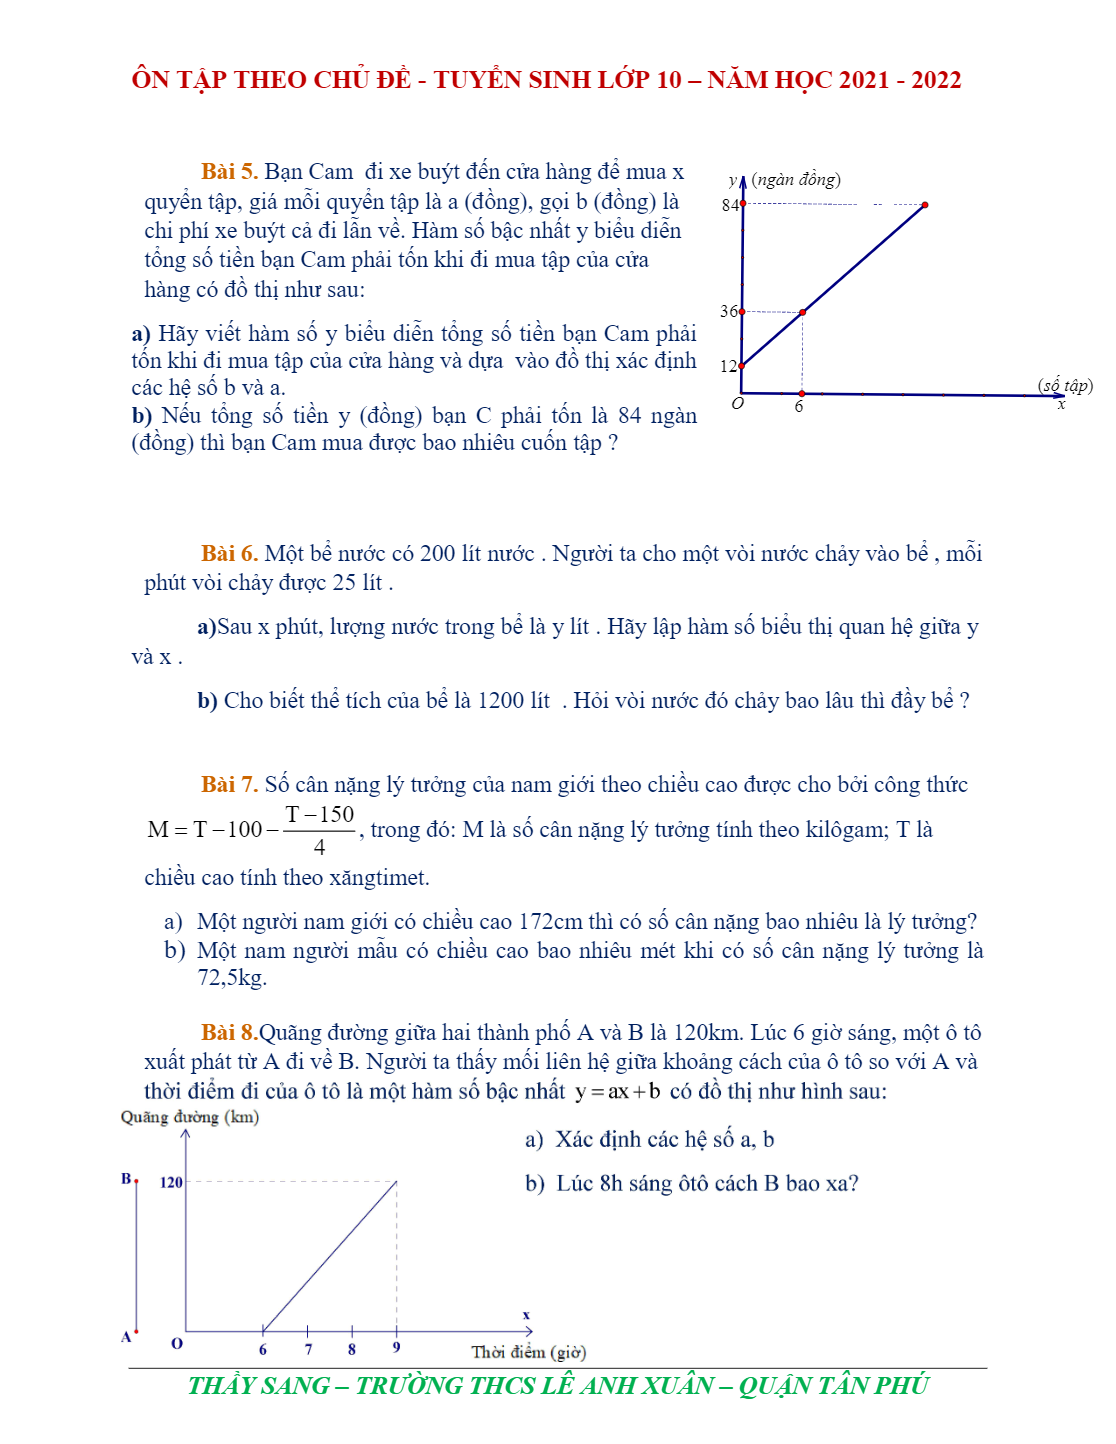 ÔN TẬP THEO CHỦ ĐỀ - TUYỂN SINH LỚP 10 – NĂM HỌC 2021 - 2022
Bài 5. Bạn Cam đi xe buýt đến cửa hàng để mua x
quyển tập, giá mỗi quyển tập là a (đồng), gọi b (đồng) là
chi phí xe buýt cả đi lẫn về. Hàm số bậc nhất y biểu diễn
tổng số tiền bạn Cam phải tốn khi đi mua tập của cửa
hàng có đồ thị như sau:
a) Hãy viết hàm số y biểu diễn tổng số tiền bạn Cam phải
tốn khi đi mua tập của cửa hàng và dựa vào đồ thị xác định
các hệ số b và a.
b) Nếu tổng số tiền y (đồng) bạn C phải tốn là 84 ngàn
(đồng) thì bạn Cam mua được bao nhiêu cuốn tập ?
y (ngàn đồng)
84
36
12
(số tập)
O 6 x
Bài 6. Một bể nước có 200 lít nước . Người ta cho một vòi nước chảy vào bể , mỗi
phút vòi chảy được 25 lít .
a)Sau x phút, lượng nước trong bể là y lít . Hãy lập hàm số biểu thị quan hệ giữa y
và x .
b) Cho biết thể tích của bể là 1200 lít . Hỏi vòi nước đó chảy bao lâu thì đầy bể ?
Bài 7. Số cân nặng lý tưởng của nam giới theo chiều cao được cho bởi công thức
M = T − 100 − (T − 150)/4 , trong đó: M là số cân nặng lý tưởng tính theo kilôgam; T là
chiều cao tính theo xăngtimet.
a) Một người nam giới có chiều cao 172cm thì có số cân nặng bao nhiêu là lý tưởng?
b) Một nam người mẫu có chiều cao bao nhiêu mét khi có số cân nặng lý tưởng là
72,5kg.
Bài 8.Quãng đường giữa hai thành phố A và B là 120km. Lúc 6 giờ sáng, một ô tô
xuất phát từ A đi về B. Người ta thấy mối liên hệ giữa khoảng cách của ô tô so với A và
thời điểm đi của ô tô là một hàm số bậc nhất y = ax + b có đồ thị như hình sau:
Quãng đường (km)
a) Xác định các hệ số a, b
B 120
b) Lúc 8h sáng ôtô cách B bao xa?
x
A O 6 7 8 9
Thời điểm (giờ)
THẦY SANG – TRƯỜNG THCS LÊ ANH XUÂN – QUẬN TÂN PHÚ